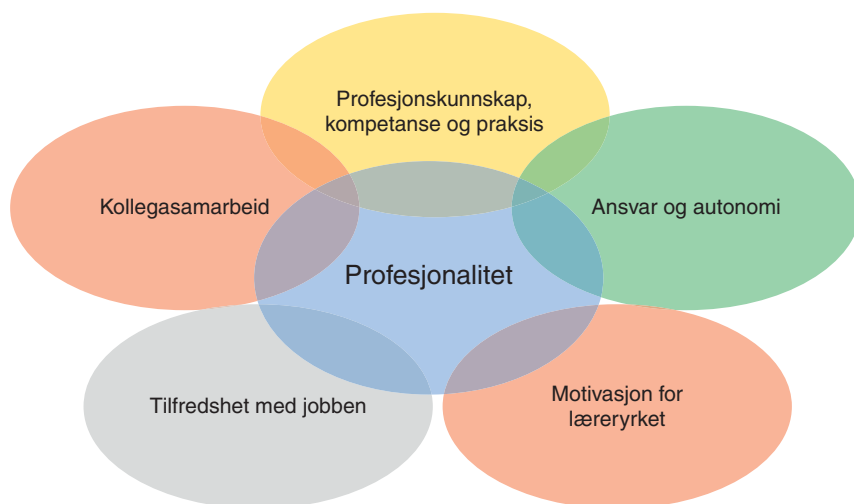 Profesjonskunnskap,
kompetanse og praksis
Kollegasamarbeid
Ansvar og autonomi
Profesjonalitet
Tilfredshet med jobben
Motivasjon for
læreryrket